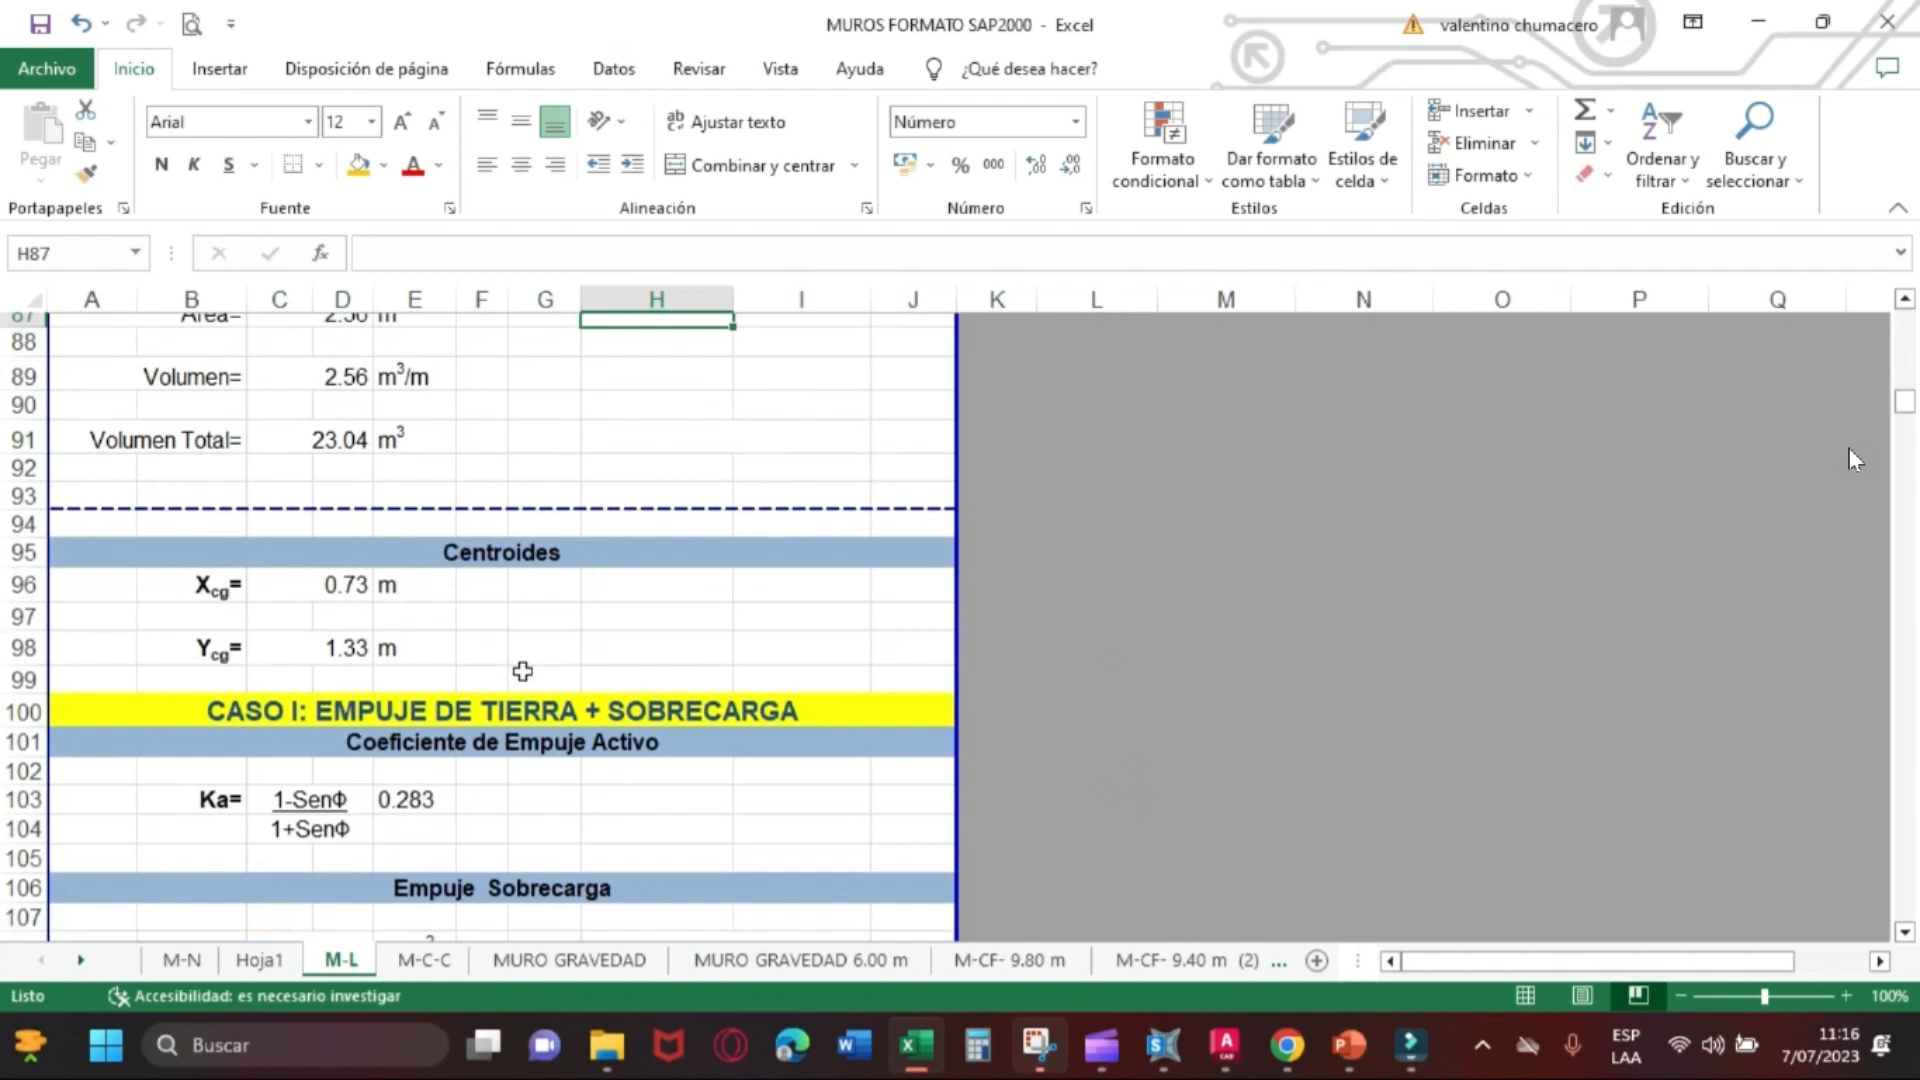 MUROS FORMATO SAP2000 - Excel
valentino chumacero
Archivo
Inicio
Insertar
Disposición de página
Fórmulas
Datos
Revisar
Vista
Ayuda
¿Qué desea hacer?
Pegar
Portapapeles
Arial
12
N K S
Fuente
Ajustar texto
Combinar y centrar
Alineación
Número
% 000
Número
Formato condicional
Dar formato como tabla
Estilos de celda
Estilos
Insertar
Eliminar
Formato
Celdas
Ordenar y filtrar
Buscar y seleccionar
Edición
H87
fx
A B C D E F G H I J K L M N O P Q
88
89 Volumen= 2.56 m³/m
90
91 Volumen Total= 23.04 m³
92
93
94
95 Centroides
96 Xcg= 0.73 m
97
98 Ycg= 1.33 m
99
100 CASO I: EMPUJE DE TIERRA + SOBRECARGA
101 Coeficiente de Empuje Activo
102
103 Ka= 1-SenΦ 0.283
104 1+SenΦ
105
106 Empuje Sobrecarga
107
M-N
Hoja1
M-L
M-C-C
MURO GRAVEDAD
MURO GRAVEDAD 6.00 m
M-CF- 9.80 m
M-CF- 9.40 m (2) ...
Listo
Accesibilidad: es necesario investigar
100%
Buscar
ESP
LAA
11:16
7/07/2023